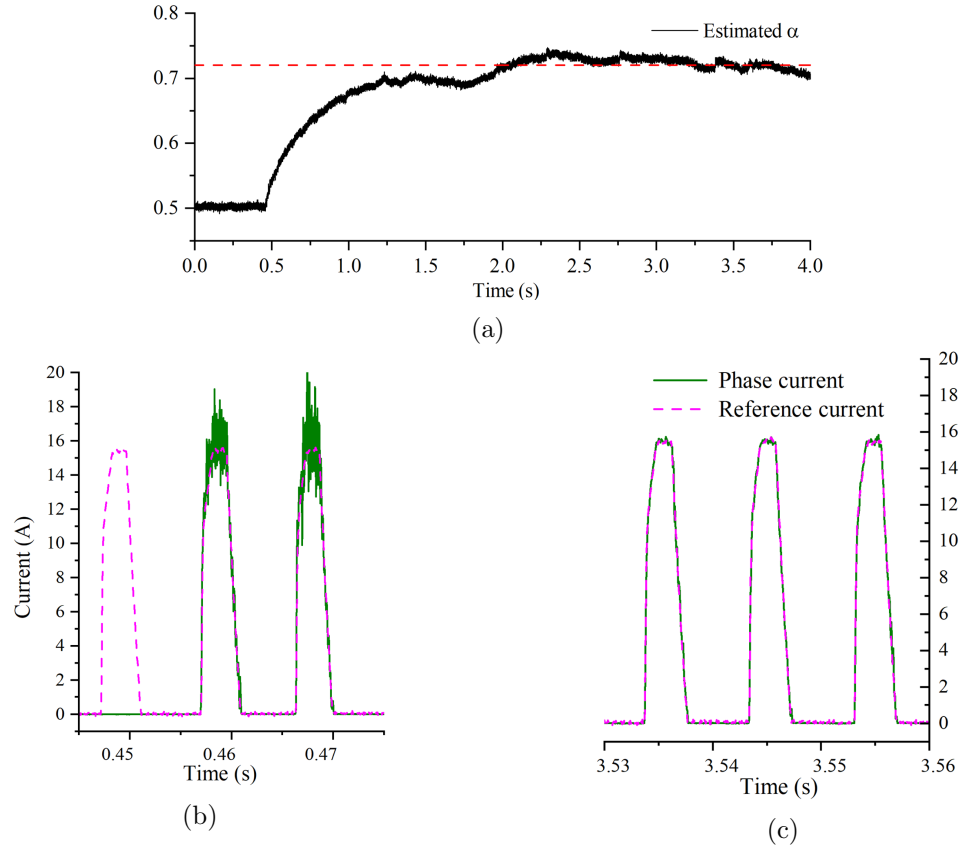 0.8
0.7
0.6
0.5
Estimated α
0.0 0.5 1.0 1.5 2.0 2.5 3.0 3.5 4.0
Time (s)
(a)
Current (A)
20
18
16
14
12
10
8
6
4
2
0
0.45 0.46 0.47
Time (s)
(b)
Phase current
Reference current
20
18
16
14
12
10
8
6
4
2
0
3.53 3.54 3.55 3.56
Time (s)
(c)